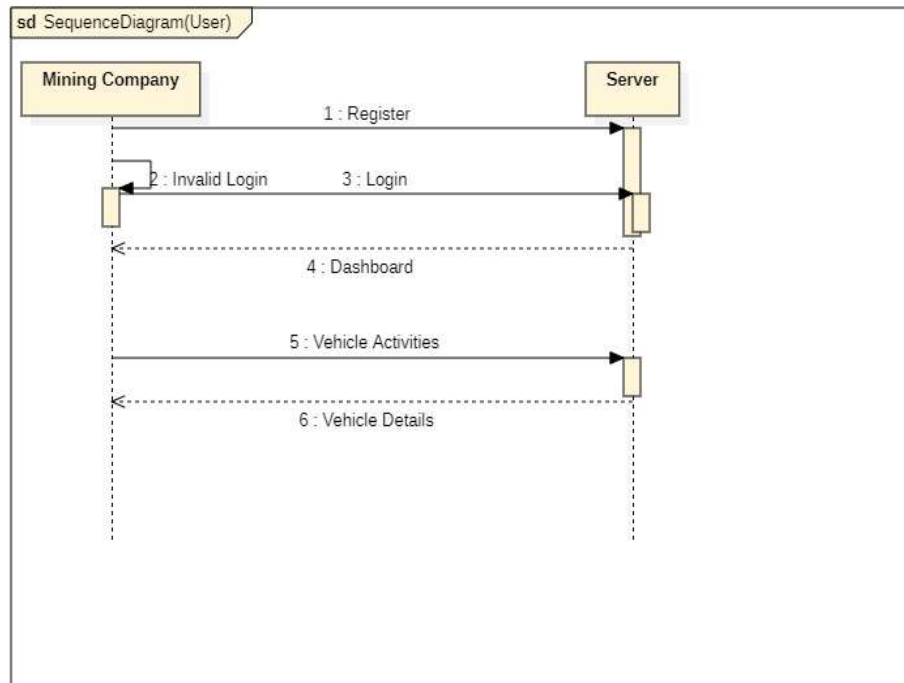 sd SequenceDiagram(User)
Mining Company
Server
1 : Register
2 : Invalid Login
3 : Login
4 : Dashboard
5 : Vehicle Activities
6 : Vehicle Details